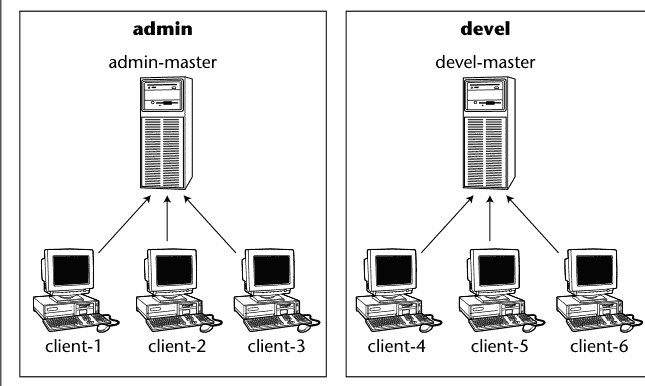 admin
admin-master
client-1
client-2
client-3
devel
devel-master
client-4
client-5
client-6